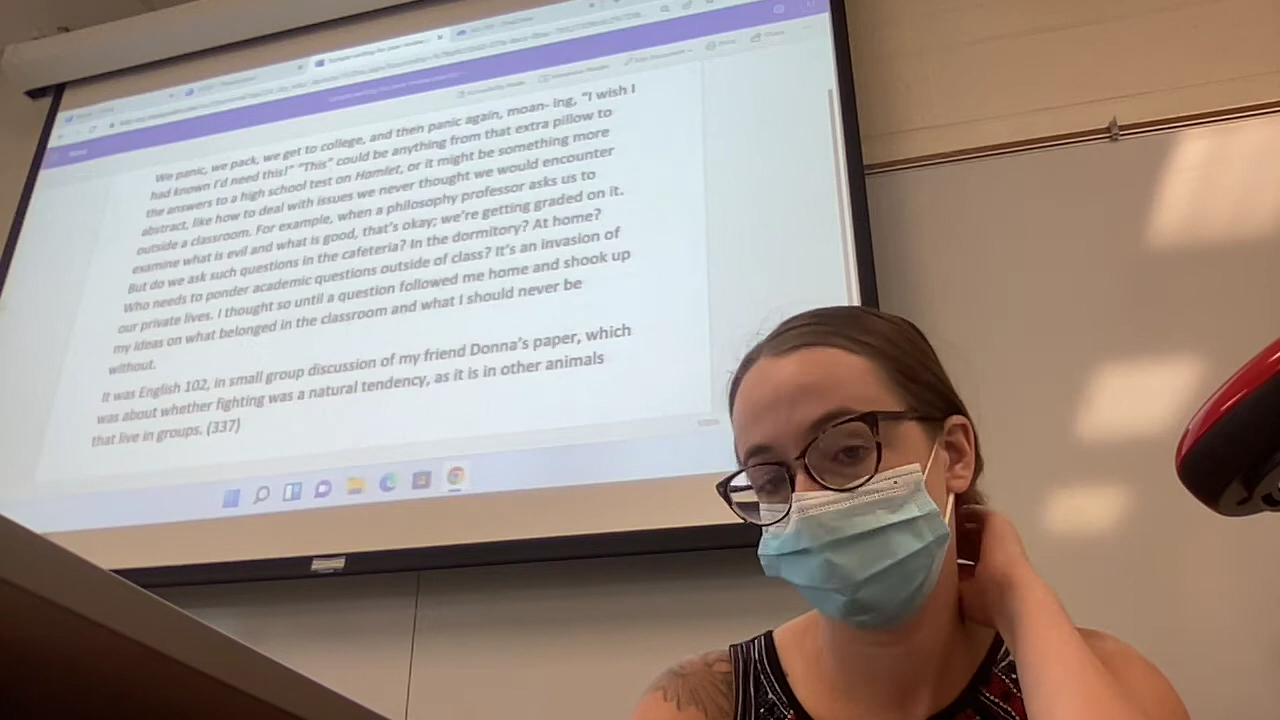 We panic, we pack, we get to college, and then panic again, moan- ing, "I wish I
had known I'd need this!" "This" could be anything from that extra pillow to
the answers to a high school test on Hamlet, or it might be something more
abstract, like how to deal with issues we never thought we would encounter
outside a classroom. For example, when a philosophy professor asks us to
examine what is evil and what is good, that's okay; we're getting graded on it.
But do we ask such questions in the cafeteria? In the dormitory? At home?
Who needs to ponder academic questions outside of class? It's an invasion of
our private lives. I thought so until a question followed me home and shook up
my ideas on what belonged in the classroom and what I should never be
without.
It was English 102, in small group discussion of my friend Donna's paper, which
was about whether fighting was a natural tendency, as it is in other animals
that live in groups. (337)